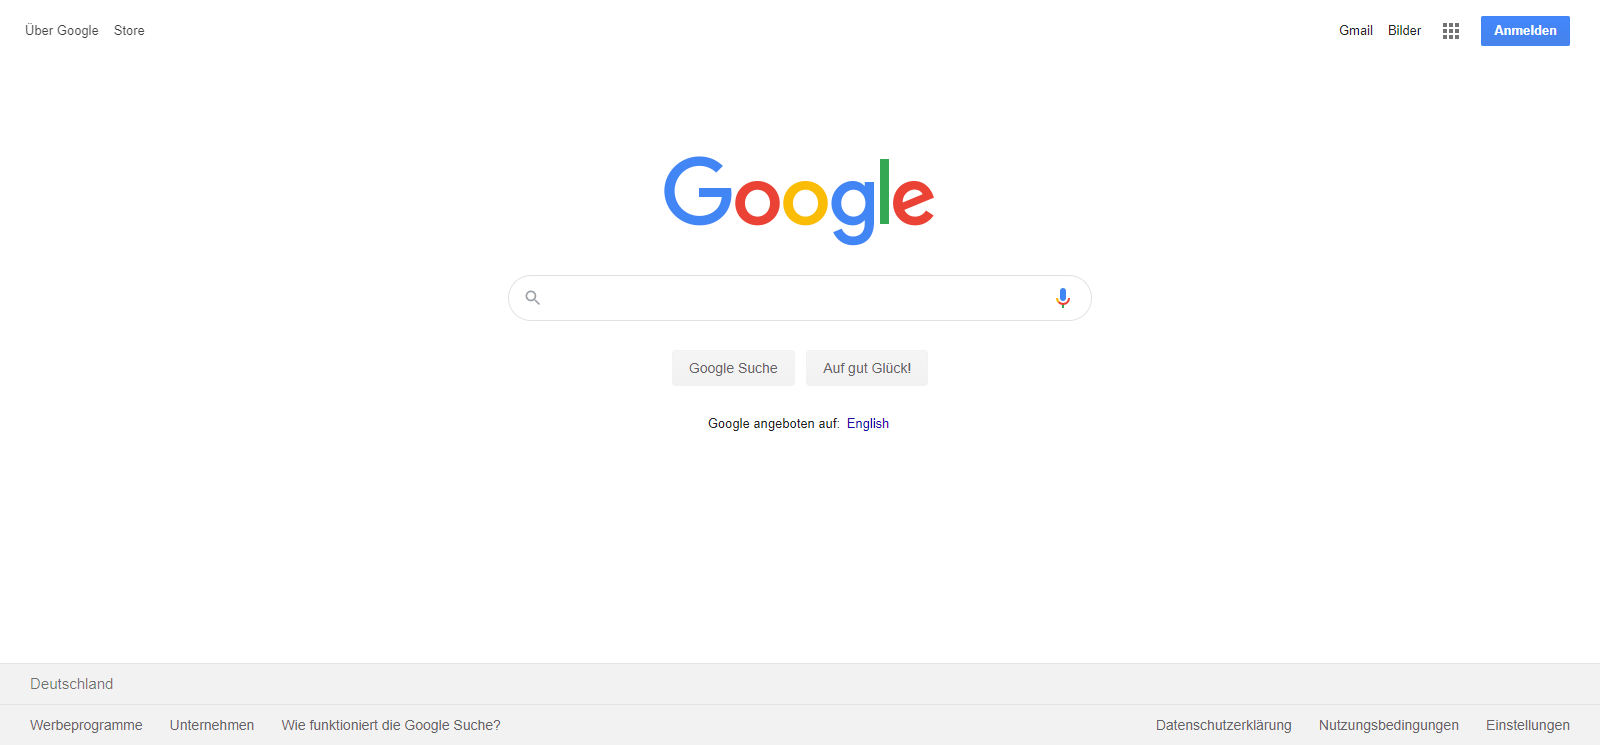 Über Google Store Gmail Bilder Anmelden
Google
Google Suche Auf gut Glück!
Google angeboten auf: English
Deutschland
Werbeprogramme Unternehmen Wie funktioniert die Google Suche? Datenschutzerklärung Nutzungsbedingungen Einstellungen